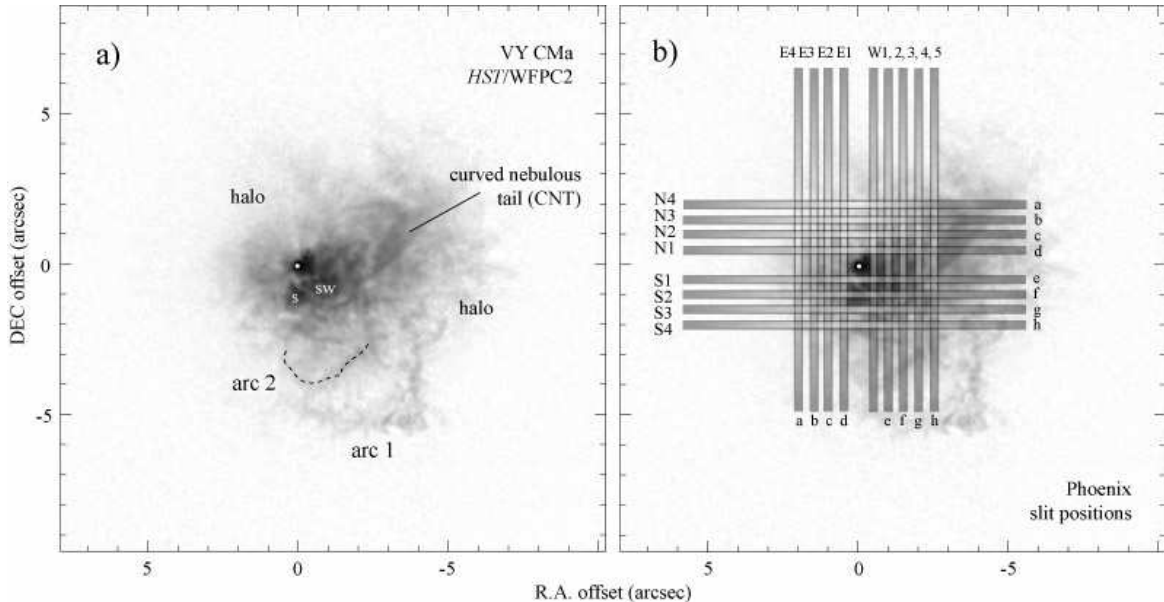 a)
VY CMa
HST/WFPC2
halo
curved nebulous
tail (CNT)
s
sw
halo
arc 2
arc 1
DEC offset (arcsec)
5
0
-5
5
0
-5
b)
E4 E3 E2 E1
W1, 2, 3, 4, 5
N4
N3
N2
N1
S1
S2
S3
S4
a
b
c
d
e
f
g
h
a b c d e f g h
Phoenix
slit positions
5
0
-5
R.A. offset (arcsec)